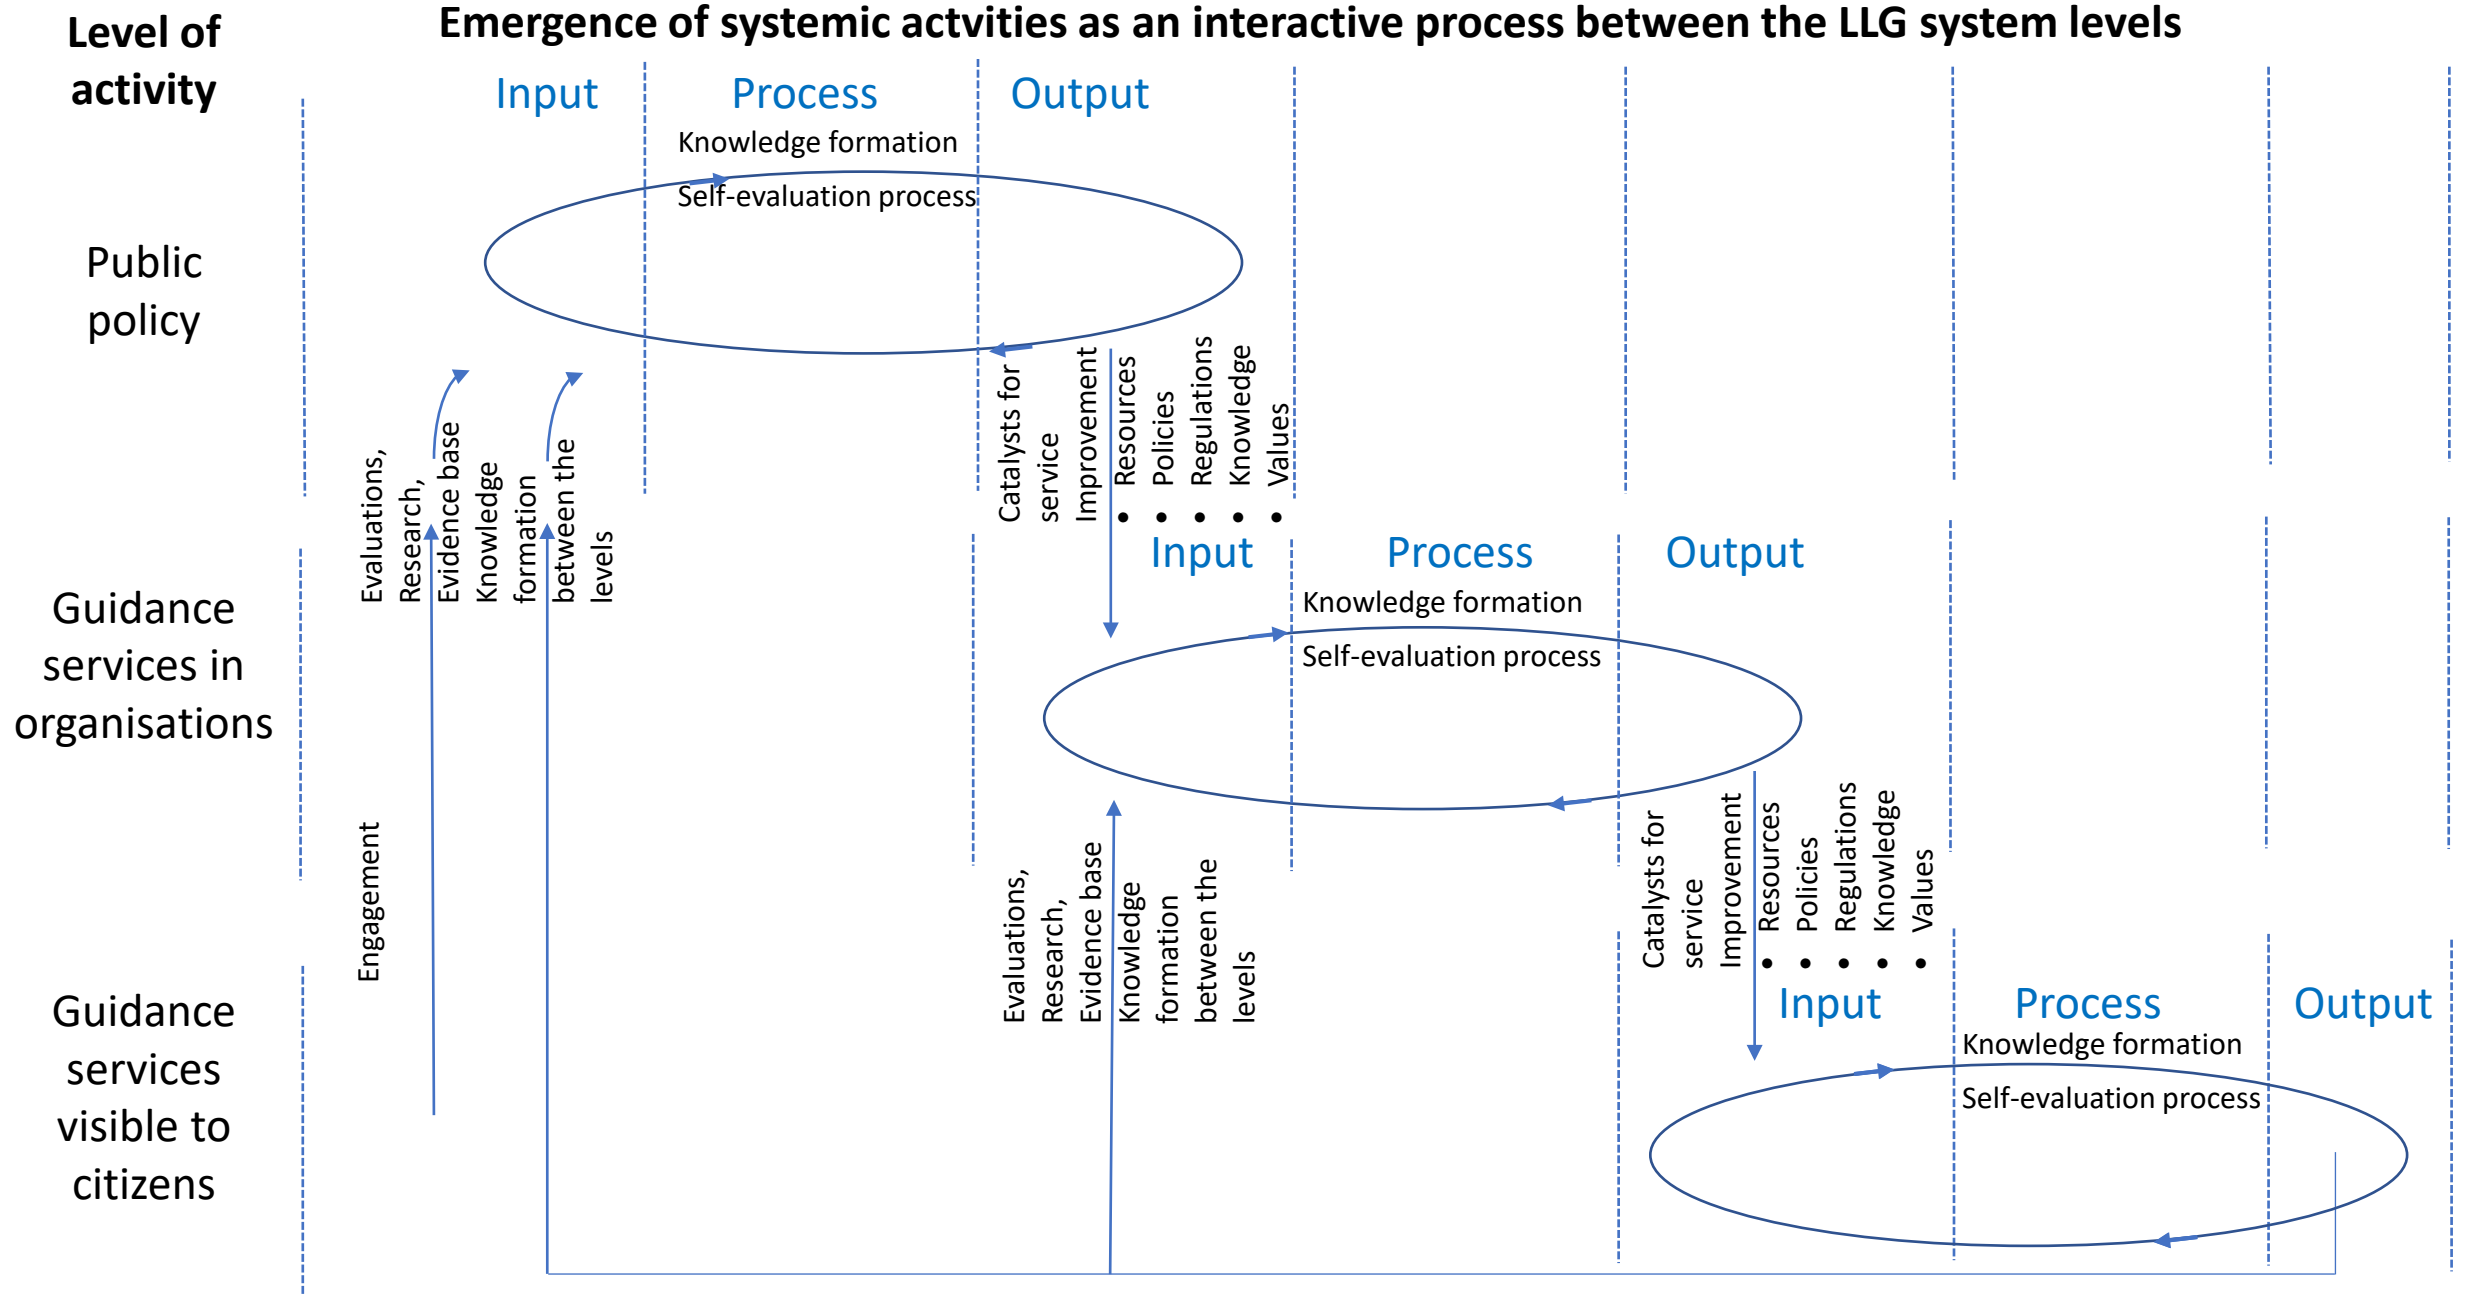 Level of
activity
Emergence of systemic actvities as an interactive process between the LLG system levels
Input
Process
Output
Knowledge formation
Self-evaluation process
Public
policy
Evaluations,
Research,
Evidence base
Knowledge
formation
between the
levels
Catalysts for
service
Improvement
• Resources
• Policies
• Regulations
• Knowledge
• Values
Guidance
services in
organisations
Input
Process
Output
Knowledge formation
Self-evaluation process
Engagement
Evaluations,
Research,
Evidence base
Knowledge
formation
between the
levels
Catalysts for
service
Improvement
• Resources
• Policies
• Regulations
• Knowledge
• Values
Guidance
services
visible to
citizens
Input
Process
Output
Knowledge formation
Self-evaluation process